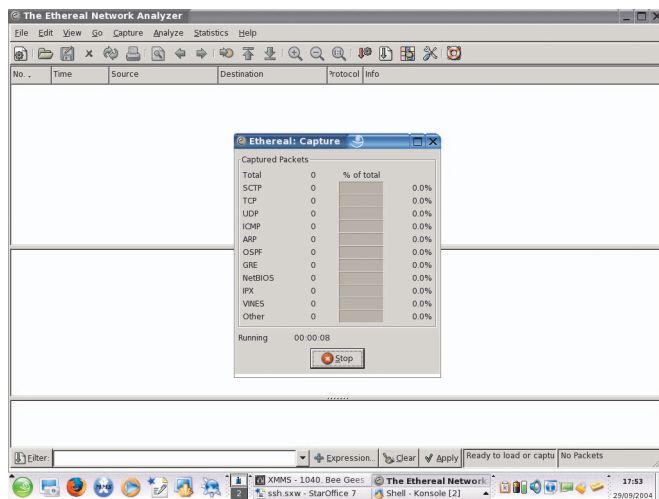 The Ethereal Network Analyzer
File Edit View Go Capture Analyze Statistics Help
No. . Time Source Destination Protocol Info
Ethereal: Capture
Captured Packets
Total 0 % of total
SCTP 0 0.0%
TCP 0 0.0%
UDP 0 0.0%
ICMP 0 0.0%
ARP 0 0.0%
OSPF 0 0.0%
GRE 0 0.0%
NetBIOS 0 0.0%
IPX 0 0.0%
VINES 0 0.0%
Other 0 0.0%
Running 00:00:08
Stop
Filter: Expression... Clear Apply Ready to load or captu No Packets
XMMS - 1040. Bee Gees The Ethereal Network
2 ssh.sxw - StarOffice 7 Shell - Konsole [2]
17:53
29/09/2004